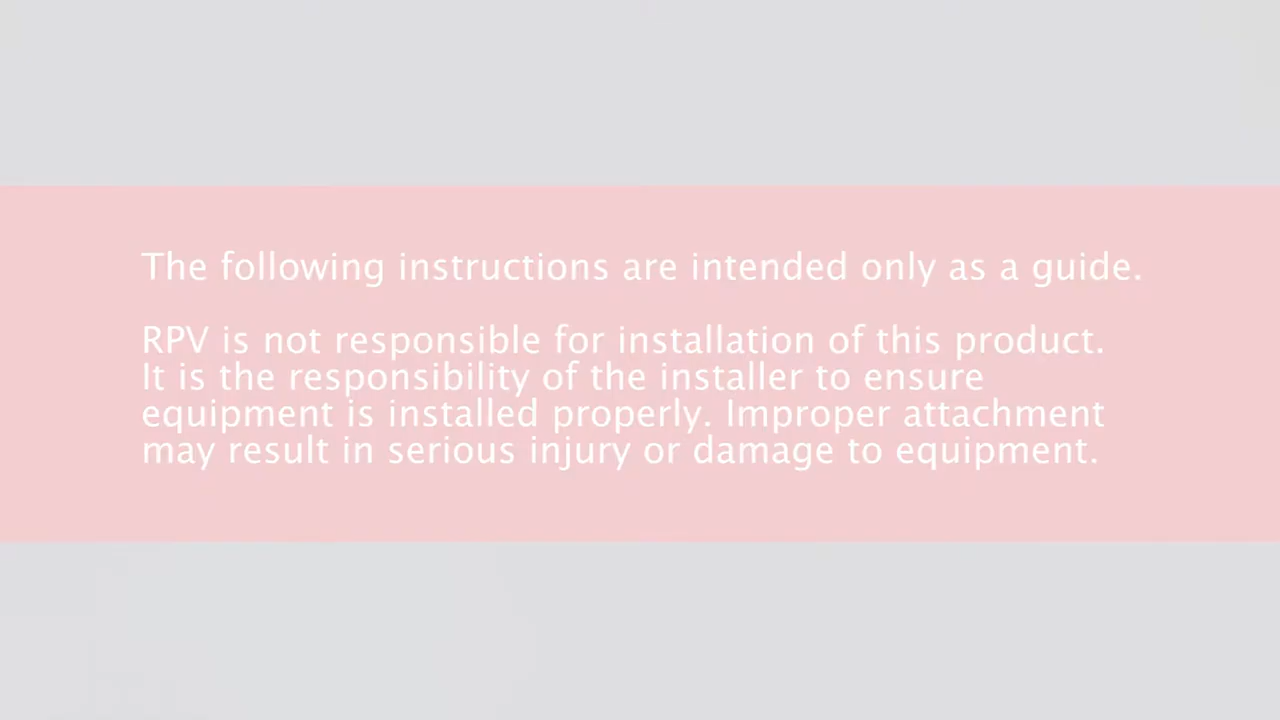 The following instructions are intended only as a guide.
RPV is not responsible for installation of this product.
It is the responsibility of the installer to ensure
equipment is installed properly. Improper attachment
may result in serious injury or damage to equipment.